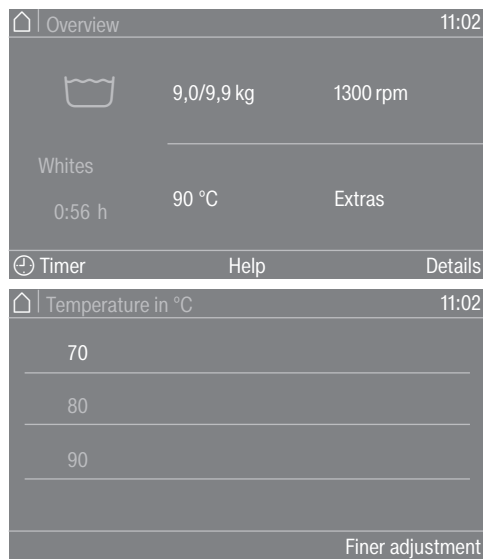 Overview 11:02
9,0/9,9 kg 1300 rpm
Whites
0:56 h
90 °C Extras
Timer Help Details
Temperature in °C 11:02
70
80
90
Finer adjustment